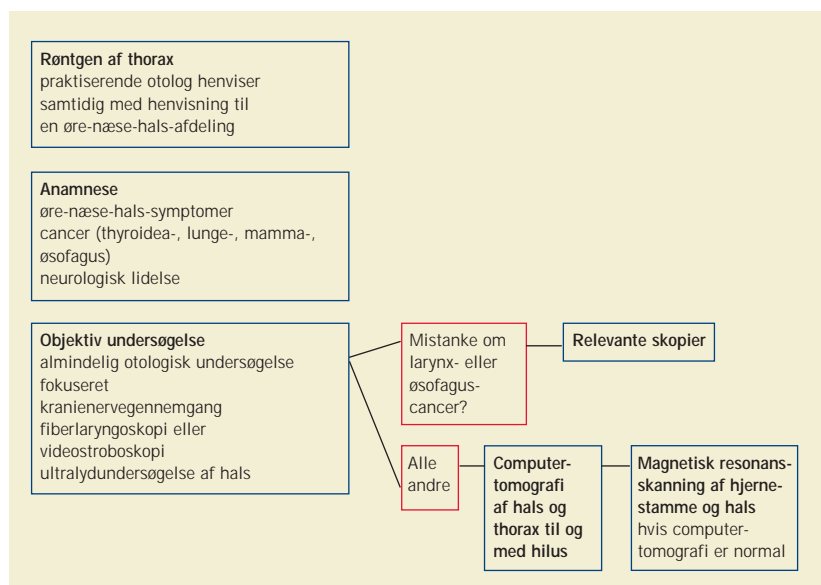 Røntgen af thorax
praktiserende otolog henviser
samtidig med henvisning til
en øre-næse-hals-afdeling
Anamnese
øre-næse-hals-symptomer
cancer (thyroidea-, lunge-, mamma-,
øsofagus)
neurologisk lidelse
Objektiv undersøgelse
almindelig otologisk undersøgelse
fokuseret
kranienervegennemgang
fiberlaryngoskopi eller
videostroboskopi
ultralydundersøgelse af hals
Mistanke om
larynx- eller
øsofagus-
cancer?
Relevante skopier
Alle
andre
Computer-
tomografi
af hals og
thorax til og
med hilus
Magnetisk resonans-
skanning af hjerne-
stamme og hals
hvis computer-
tomografi er normal